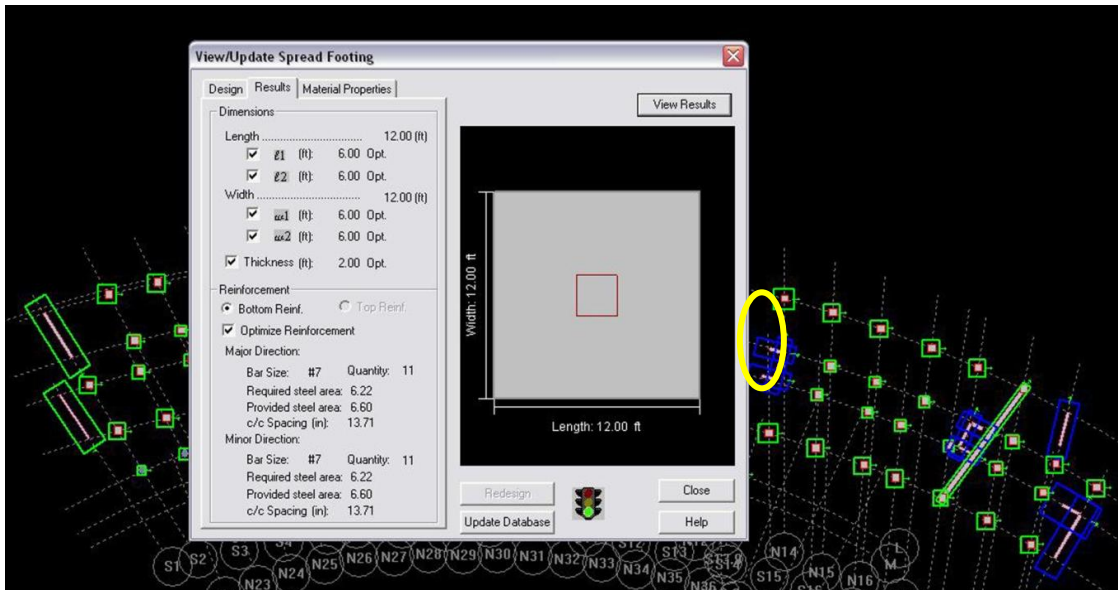 View/Update Spread Footing
Design Results Material Properties
View Results
Dimensions
Length .............................. 12.00 (ft)
ℓ1 (ft): 6.00 Opt.
ℓ2 (ft): 6.00 Opt.
Width ............................... 12.00 (ft)
ω1 (ft): 6.00 Opt.
ω2 (ft): 6.00 Opt.
Thickness (ft): 2.00 Opt.
Reinforcement
Bottom Reinf. Top Reinf.
Optimize Reinforcement
Major Direction:
Bar Size: #7 Quantity: 11
Required steel area: 6.22
Provided steel area: 6.60
c/c Spacing (in): 13.71
Minor Direction:
Bar Size: #7 Quantity: 11
Required steel area: 6.22
Provided steel area: 6.60
c/c Spacing (in): 13.71
Width: 12.00 ft
Length: 12.00 ft
Redesign
Close
Update Database
Help
S1 S2 S3 N23 N24 N25 N26 N27 N28 N29 N30 N31 N32 N33 N34 N35 N36 S13 S14 S15 N14 N15 N16 L M